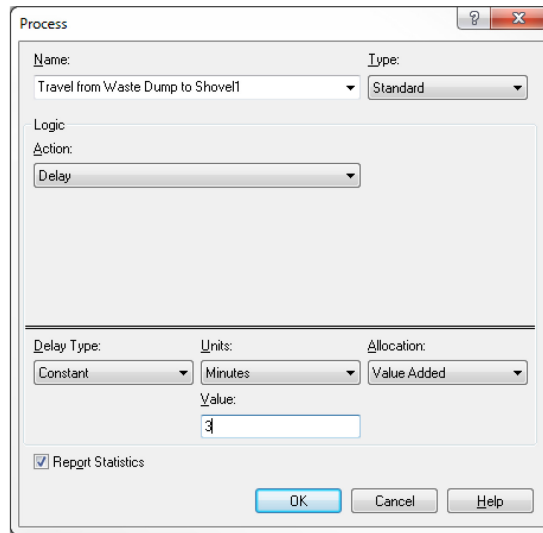 Process
Name: Type:
Travel from Waste Dump to Shovel1 Standard
Logic
Action:
Delay
Delay Type: Units: Allocation:
Constant Minutes Value Added
Value:
3
Report Statistics
OK Cancel Help